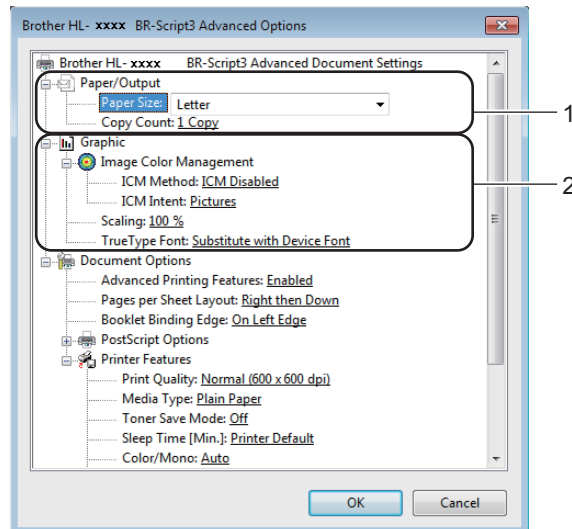 Brother HL- xxxx BR-Script3 Advanced Options
Brother HL- xxxx BR-Script3 Advanced Document Settings
Paper/Output
Paper Size: Letter
Copy Count: 1 Copy
1
Graphic
Image Color Management
ICM Method: ICM Disabled
ICM Intent: Pictures
2
Scaling: 100 %
TrueType Font: Substitute with Device Font
Document Options
Advanced Printing Features: Enabled
Pages per Sheet Layout: Right then Down
Booklet Binding Edge: On Left Edge
PostScript Options
Printer Features
Print Quality: Normal (600 x 600 dpi)
Media Type: Plain Paper
Toner Save Mode: Off
Sleep Time [Min.]: Printer Default
Color/Mono: Auto
OK Cancel